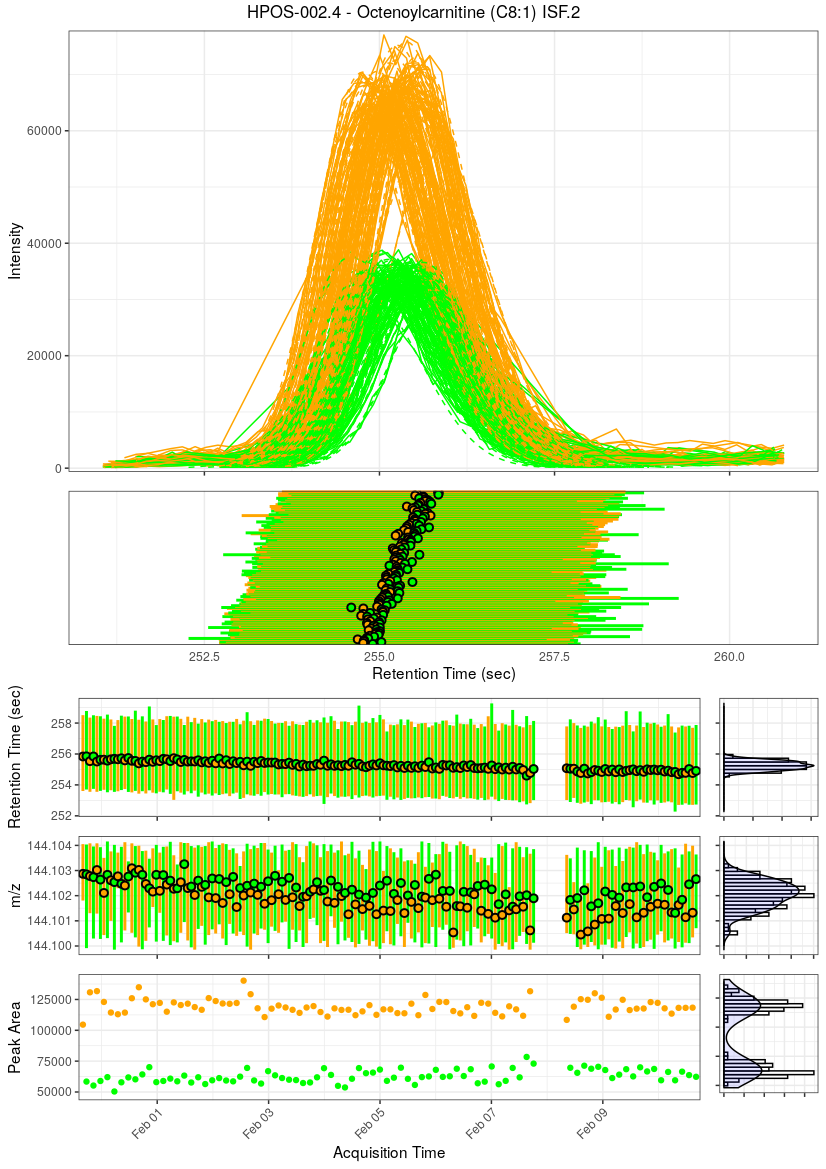 HPOS-002.4 - Octenoylcarnitine (C8:1) ISF.2
Intensity
60000
40000
20000
0
252.5 255.0 257.5 260.0
Retention Time (sec)
Retention Time (sec)
258
256
254
252
m/z
144.104
144.103
144.102
144.101
144.100
Peak Area
125000
100000
75000
50000
Feb 01 Feb 03 Feb 05 Feb 07 Feb 09
Acquisition Time